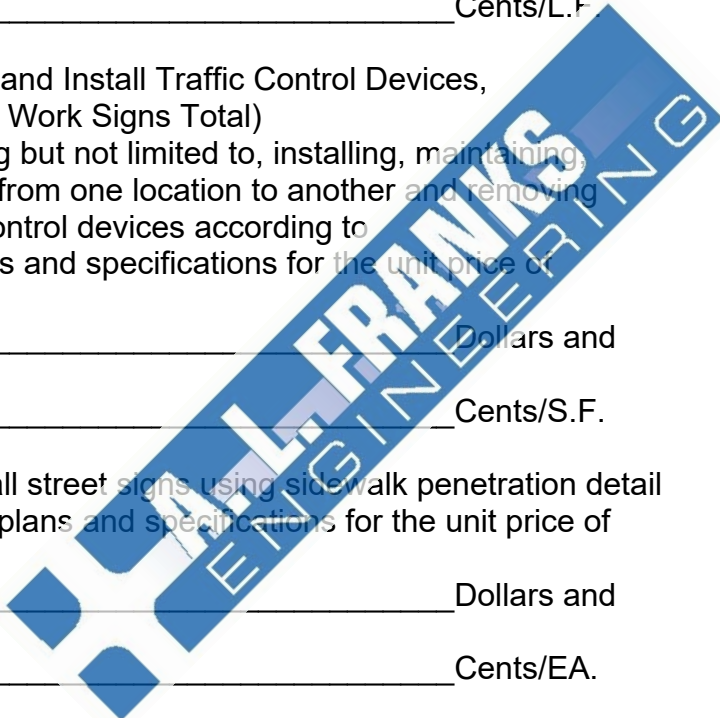 Cents/L.F.
and Install Traffic Control Devices,
Work Signs Total)
g but not limited to, installing, maintaining,
from one location to another and removing
ontrol devices according to
s and specifications for the unit price of
Dollars and
Cents/S.F.
all street signs using sidewalk penetration detail
plans and specifications for the unit price of
Dollars and
Cents/EA.
A.L. FRANKS
ENGINEERING